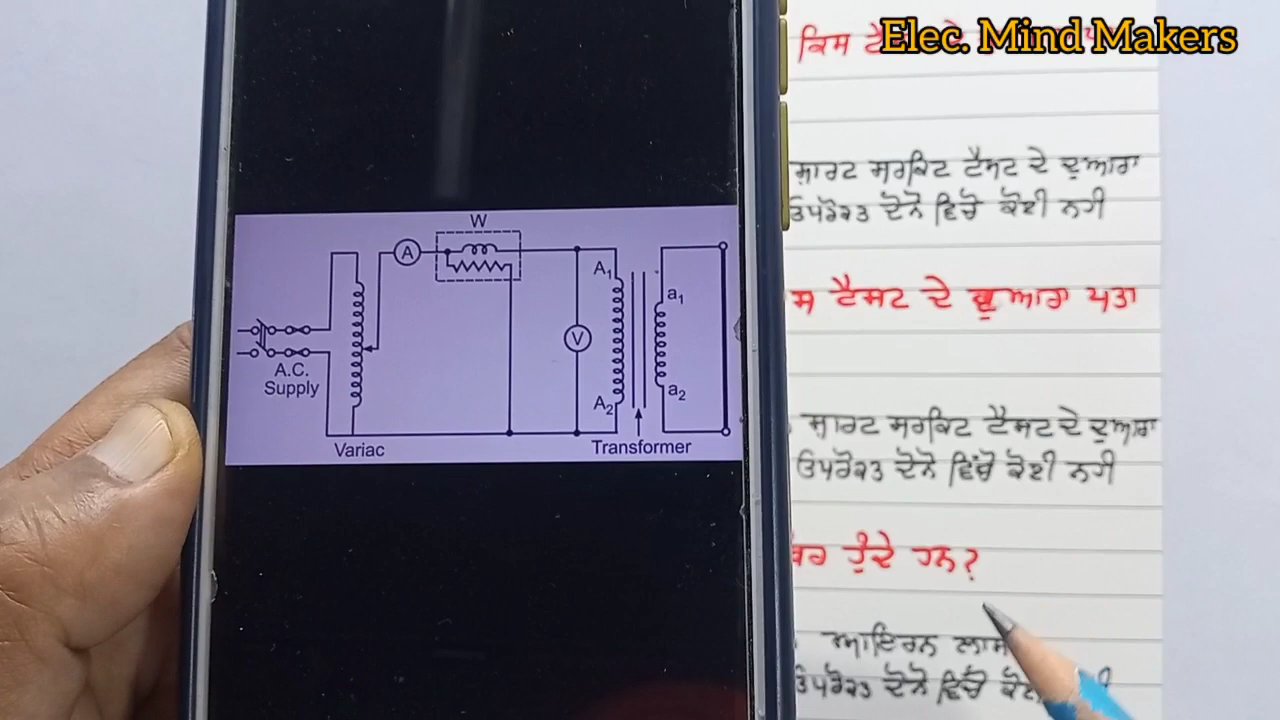 Elec. Mind Makers
ਕਿਸ
W
A
V
A₁
A₂
a₁
a₂
A.C.
Supply
Variac
Transformer
ਸ਼ਾਰਟ ਸਰਕਿਟ ਟੈਸਟ ਦੇ ਦੁਆਰਾ
ਉਪਰੋਕਤ ਦੋਨੋ ਵਿਚੋ ਕੋਈ ਨਹੀ
ਸ ਟੈਸਟ ਦੇ ਦੁਆਰਾ ਪਤਾ
ਸ਼ਾਰਟ ਸਰਕਿਟ ਟੈਸਟ ਦੇ ਦੁਆਰਾ
ਉਪਰੋਕਤ ਦੋਨੋ ਵਿੱਚੋ ਕੋਈ ਨਹੀ
ਹੁੰਦੇ ਹਨ?
ਆਇਰਨ
ਉਪਰੋਕਤ ਦੋਨੋ ਵਿੱਚੋ